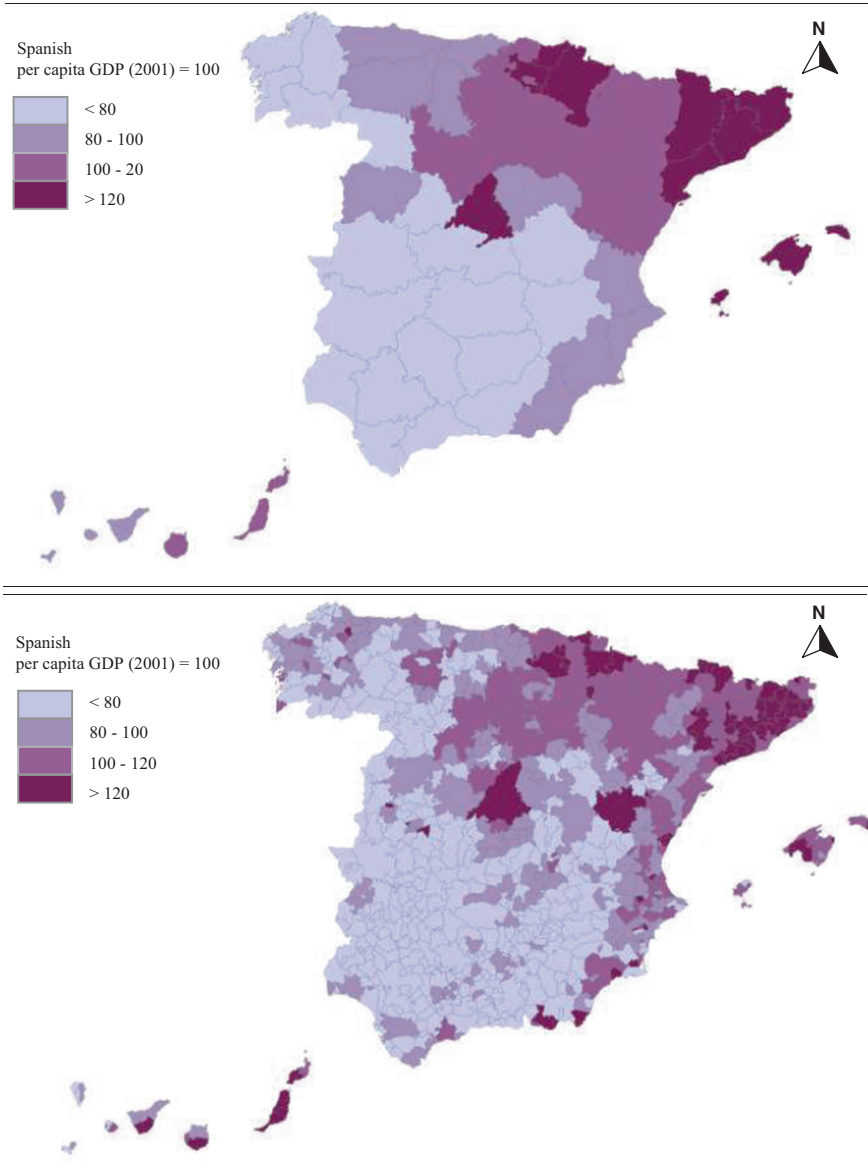 N
Spanish
per capita GDP (2001) = 100
< 80
80 - 100
100 - 20
> 120
N
Spanish
per capita GDP (2001) = 100
< 80
80 - 100
100 - 120
> 120